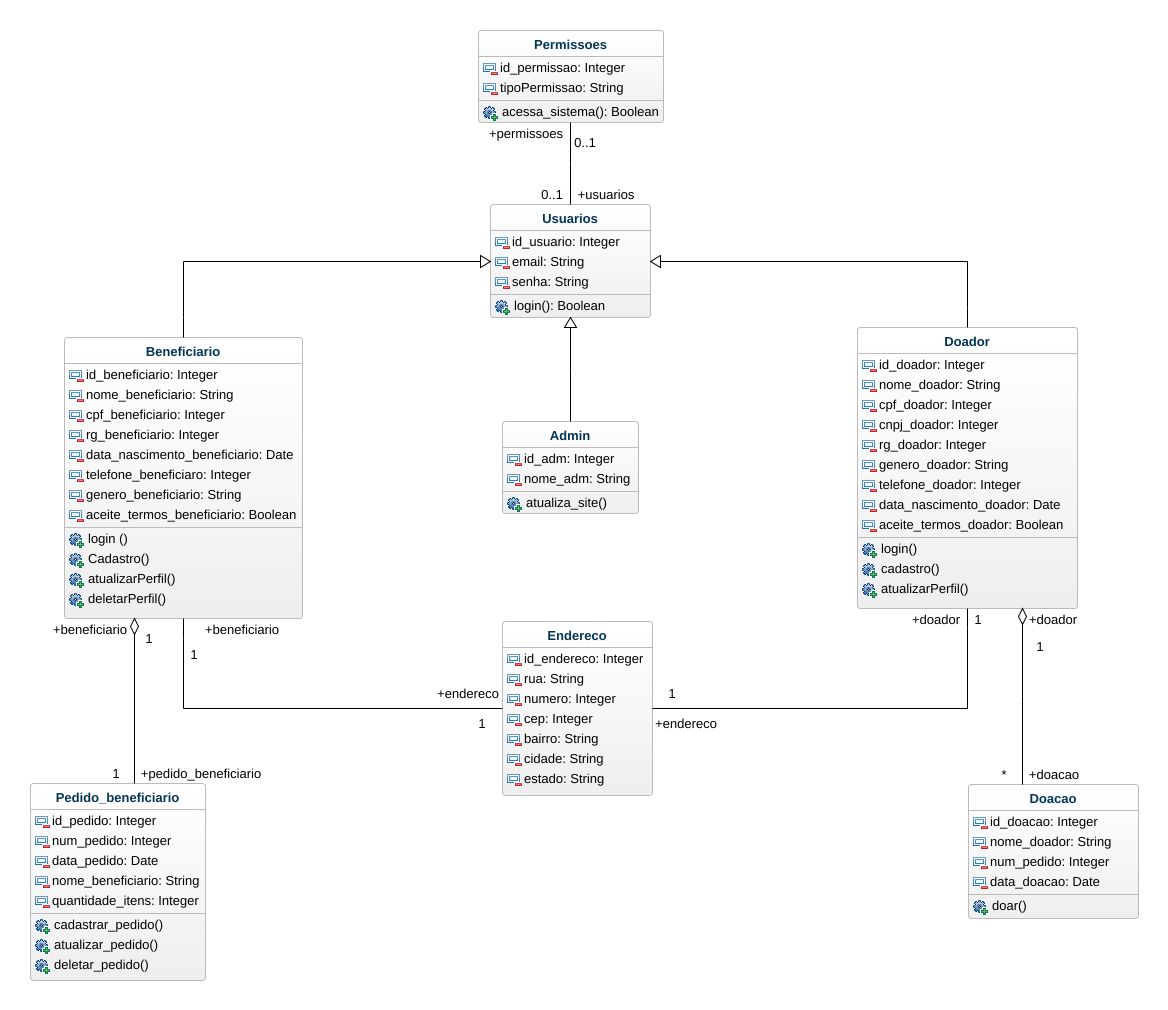 Permissoes
id_permissao: Integer
tipoPermissao: String
acessa_sistema(): Boolean
+permissoes
0..1
0..1
+usuarios
Usuarios
id_usuario: Integer
email: String
senha: String
login(): Boolean
Beneficiario
id_beneficiario: Integer
nome_beneficiario: String
cpf_beneficiario: Integer
rg_beneficiario: Integer
data_nascimento_beneficiario: Date
telefone_beneficiaro: Integer
genero_beneficiario: String
aceite_termos_beneficiario: Boolean
login ()
Cadastro()
atualizarPerfil()
deletarPerfil()
Admin
id_adm: Integer
nome_adm: String
atualiza_site()
Doador
id_doador: Integer
nome_doador: String
cpf_doador: Integer
cnpj_doador: Integer
rg_doador: Integer
genero_doador: String
telefone_doador: Integer
data_nascimento_doador: Date
aceite_termos_doador: Boolean
login()
cadastro()
atualizarPerfil()
+beneficiario
1
+beneficiario
1
+doador
1
+doador
1
Endereco
id_endereco: Integer
rua: String
numero: Integer
cep: Integer
bairro: String
cidade: String
estado: String
+endereco
1
1
+endereco
1
+pedido_beneficiario
*
+doacao
Pedido_beneficiario
id_pedido: Integer
num_pedido: Integer
data_pedido: Date
nome_beneficiario: String
quantidade_itens: Integer
cadastrar_pedido()
atualizar_pedido()
deletar_pedido()
Doacao
id_doacao: Integer
nome_doador: String
num_pedido: Integer
data_doacao: Date
doar()